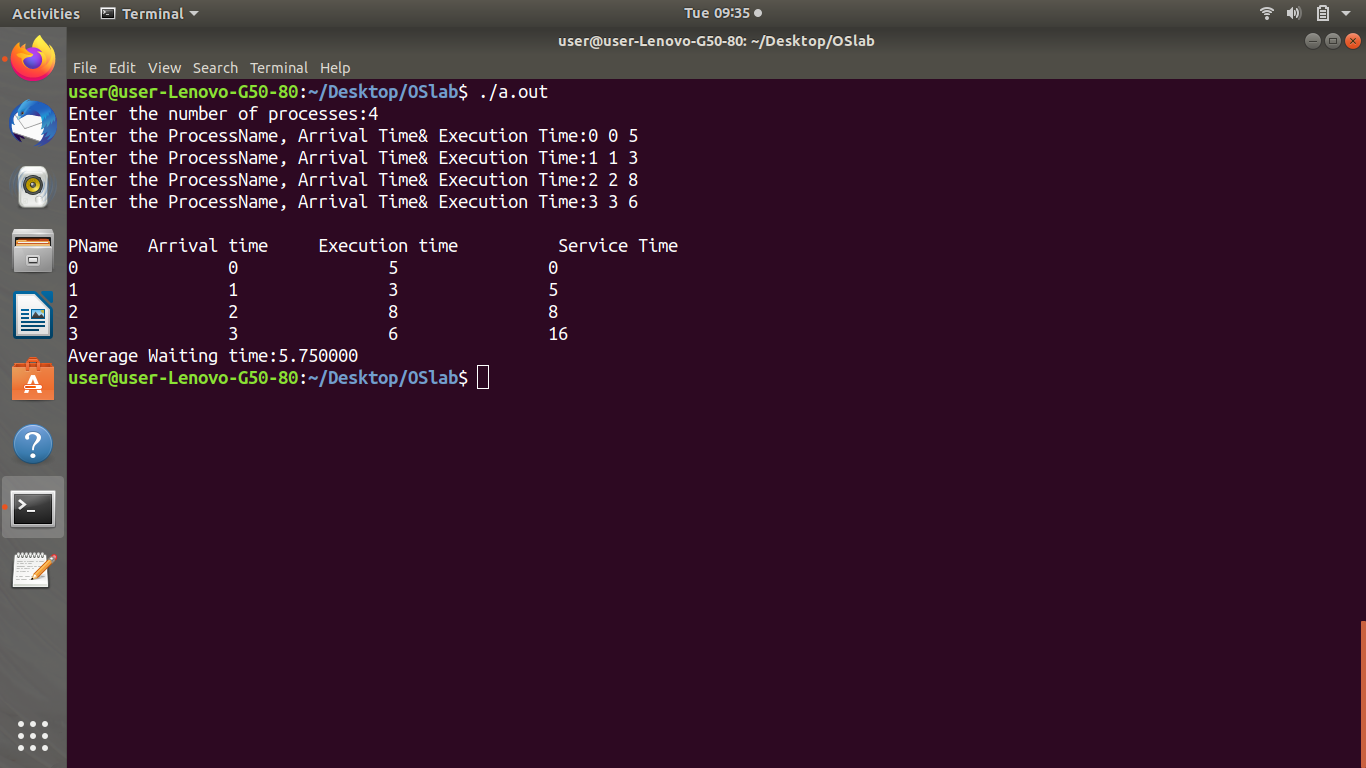 Activities Terminal Tue 09:35
user@user-Lenovo-G50-80: ~/Desktop/OSlab
File Edit View Search Terminal Help
user@user-Lenovo-G50-80:~/Desktop/OSlab$ ./a.out
Enter the number of processes:4
Enter the ProcessName, Arrival Time& Execution Time:0 0 5
Enter the ProcessName, Arrival Time& Execution Time:1 1 3
Enter the ProcessName, Arrival Time& Execution Time:2 2 8
Enter the ProcessName, Arrival Time& Execution Time:3 3 6
PName   Arrival time     Execution time          Service Time
0               0               5               0
1               1               3               5
2               2               8               8
3               3               6               16
Average Waiting time:5.750000
user@user-Lenovo-G50-80:~/Desktop/OSlab$